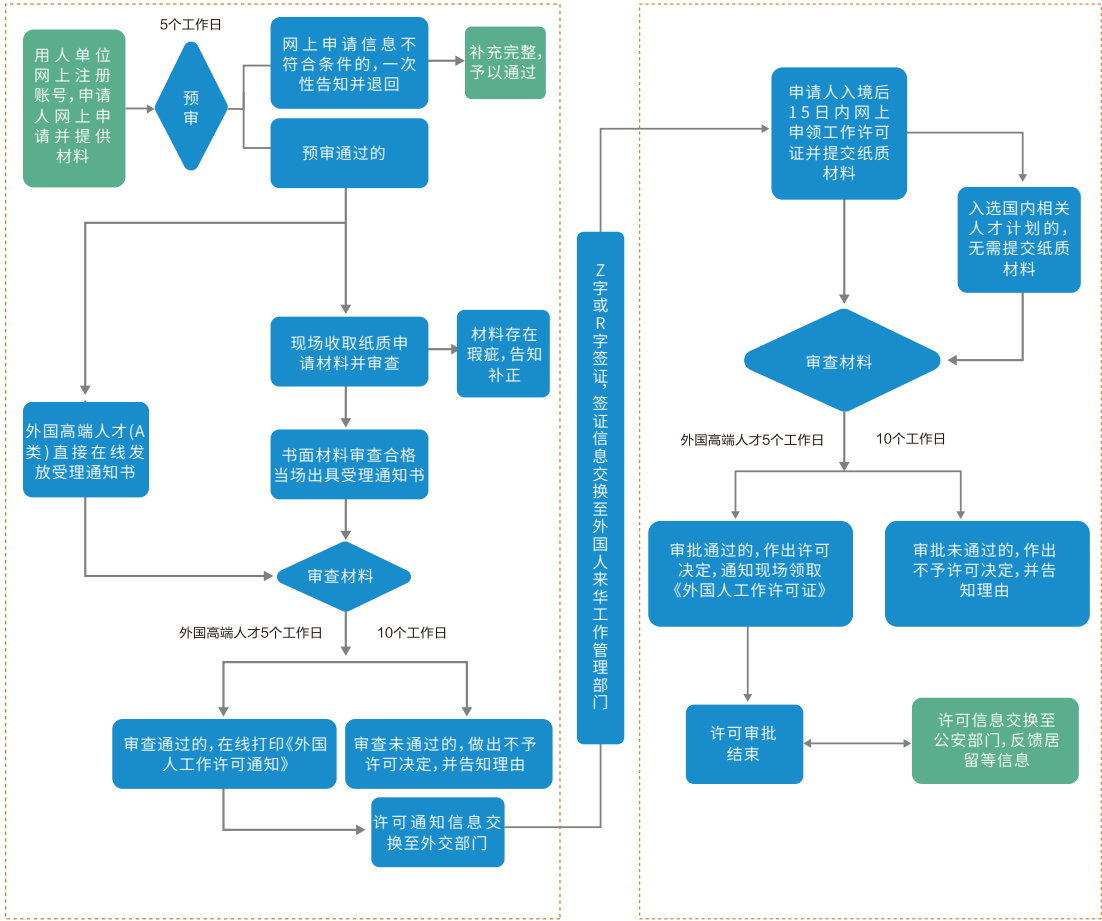 5个工作日
用人单位
网上注册
账号,申请
人网上申
请并提供
材料
预
审
网上申请信息不
符合条件的,一次
性告知并退回
补充完整,
予以通过
预审通过的
现场收取纸质申
请材料并审查
材料存在
瑕疵,告知
补正
外国高端人才(A
类)直接在线发
放受理通知书
书面材料审查合格
当场出具受理通知书
审查材料
外国高端人才5个工作日
10个工作日
审查通过的,在线打印《外国
人工作许可通知》
审查未通过的,做出不予
许可决定,并告知理由
许可通知信息交
换至外交部门
Z字或R字签证,签证信息交换至外国人来华工作管理部门
申请人入境后
15日内网上
申领工作许可
证并提交纸质
材料
入选国内相关
人才计划的,
无需提交纸质
材料
审查材料
外国高端人才5个工作日
10个工作日
审批通过的,作出许可
决定,通知现场领取
《外国人工作许可证》
审批未通过的,作出
不予许可决定,并告
知理由
许可审批
结束
许可信息交换至
公安部门,反馈居
留等信息